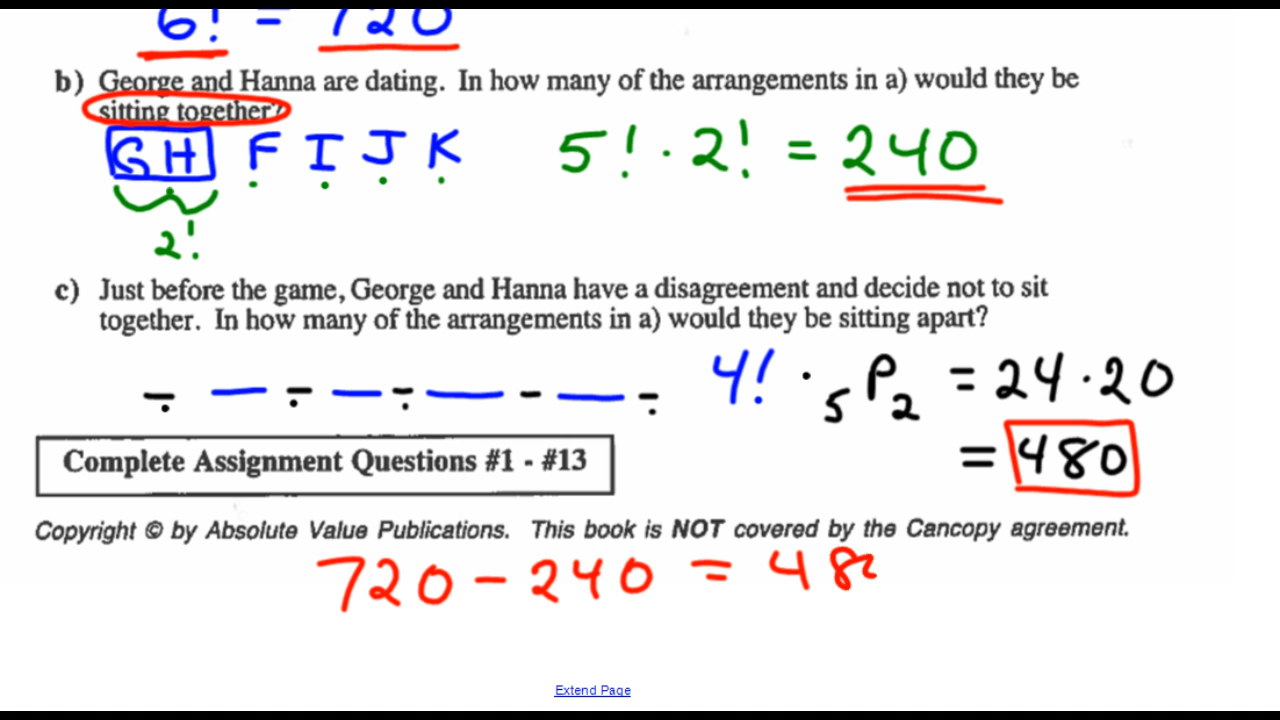 6! = 720
b) George and Hanna are dating. In how many of the arrangements in a) would they be
sitting together?
GH F I J K 5! · 2! = 240
2!
c) Just before the game, George and Hanna have a disagreement and decide not to sit
together. In how many of the arrangements in a) would they be sitting apart?
4! · 5P2 = 24 · 20
= 480
Complete Assignment Questions #1 - #13
Copyright © by Absolute Value Publications. This book is NOT covered by the Cancopy agreement.
720 - 240 = 48
Extend Page